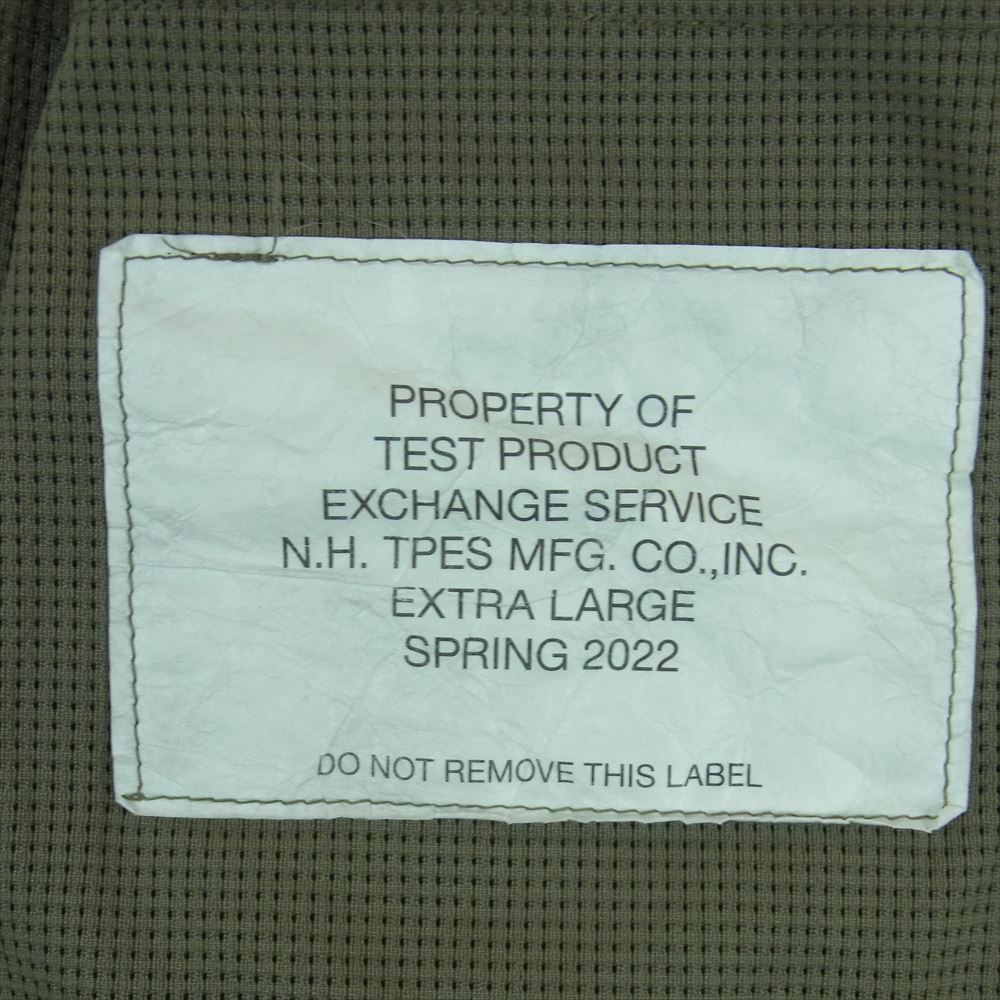 PROPERTY OF
TEST PRODUCT
EXCHANGE SERVICE
N.H. TPES MFG. CO.,INC.
EXTRA LARGE
SPRING 2022
DO NOT REMOVE THIS LABEL